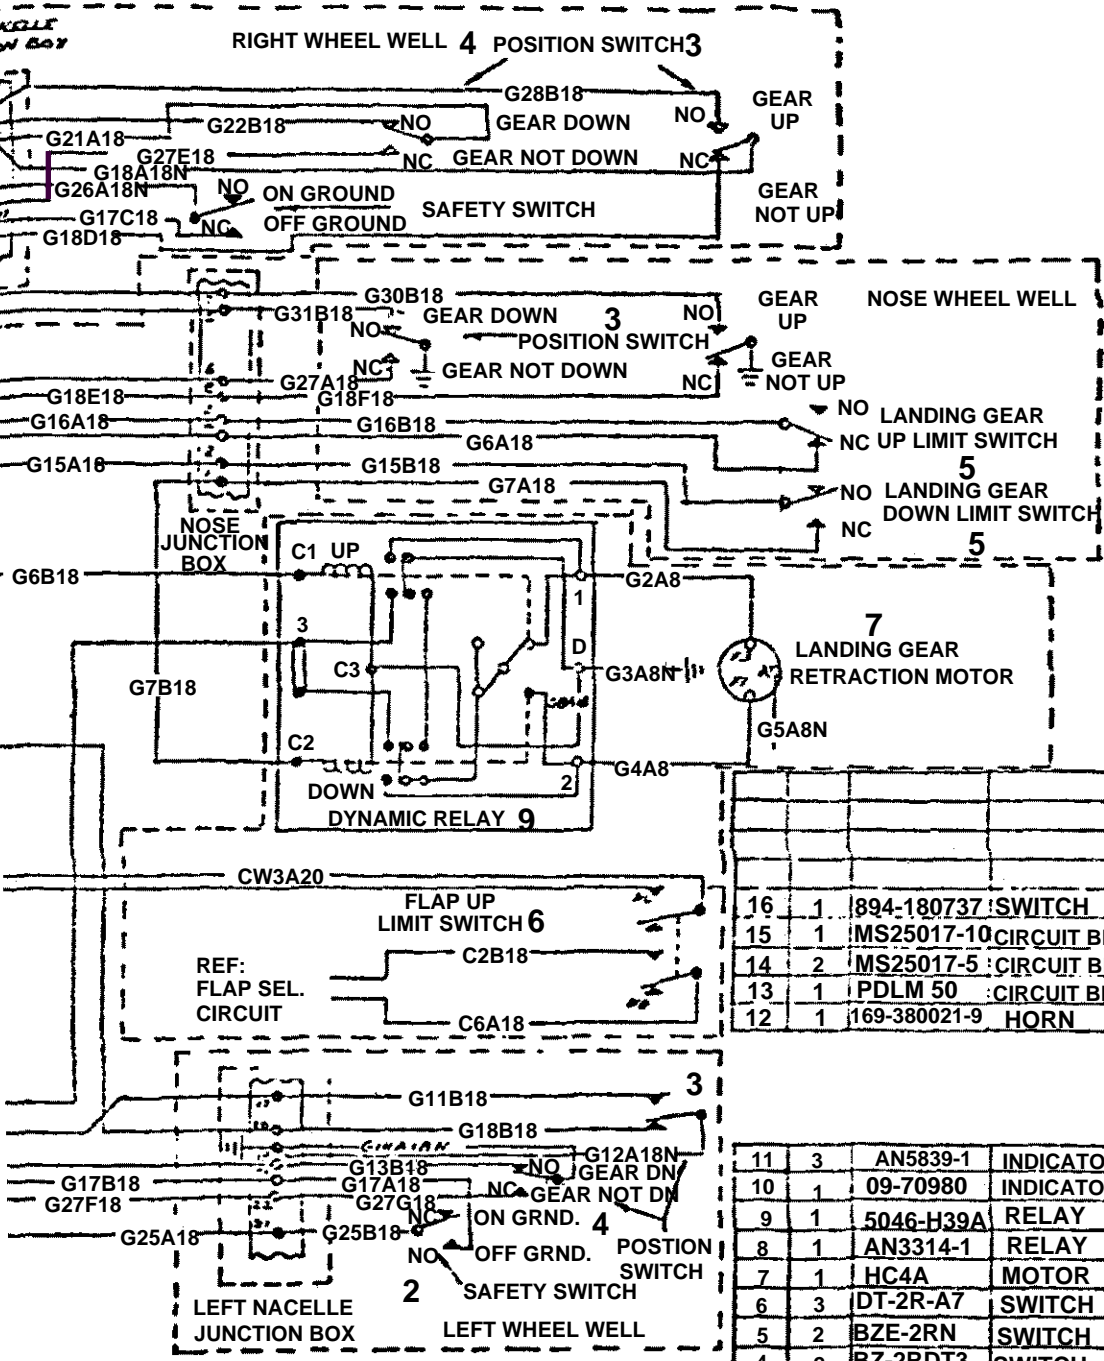 RIGHT WHEEL WELL 4 POSITION SWITCH 3
G28B18
NO
GEAR
UP
G22B18
NO
GEAR DOWN
G21A18
G27E18
NC
GEAR NOT DOWN
NC
G18A18N
G26A18N
NO
ON GROUND
GEAR
NOT UP
G17C18
NC
OFF GROUND
SAFETY SWITCH
G18D18
G30B18
GEAR
UP
NOSE WHEEL WELL
G31B18
GEAR DOWN
3
NO
NO
POSITION SWITCH
NC
GEAR NOT DOWN
GEAR
NOT UP
G27A18
NC
G18E18
G18F18
NO
LANDING GEAR
G16A18
G16B18
NC
UP LIMIT SWITCH
G6A18
5
G15A18
G15B18
G7A18
NO
LANDING GEAR
DOWN LIMIT SWITCH
NC
5
NOSE
JUNCTION
BOX
C1
UP
G6B18
G2A8
1
3
7
LANDING GEAR
RETRACTION MOTOR
D
C3
G3A8N
G7B18
G5A8N
C2
G4A8
DOWN
2
DYNAMIC RELAY 9
CW3A20
FLAP UP
LIMIT SWITCH 6
C2B18
REF:
FLAP SEL.
CIRCUIT
C6A18
16 1 894-180737 SWITCH
15 1 MS25017-10 CIRCUIT B
14 2 MS25017-5 CIRCUIT B
13 1 PDLM 50 CIRCUIT B
12 1 169-380021-9 HORN
3
G11B18
G18B18
G12A18N
G13B18
NO
GEAR DN
G17B18
G17A18
NC
GEAR NOT DN
G27F18
G27G18
NC
ON GRND.
4
G25A18
G25B18
NO
OFF GRND.
POSTION
SWITCH
2
SAFETY SWITCH
LEFT NACELLE
JUNCTION BOX
LEFT WHEEL WELL
11 3 AN5839-1 INDICATO
10 1 09-70980 INDICATO
9 1 5046-H39A RELAY
8 1 AN3314-1 RELAY
7 1 HC4A MOTOR
6 3 DT-2R-A7 SWITCH
5 2 BZE-2RN SWITCH